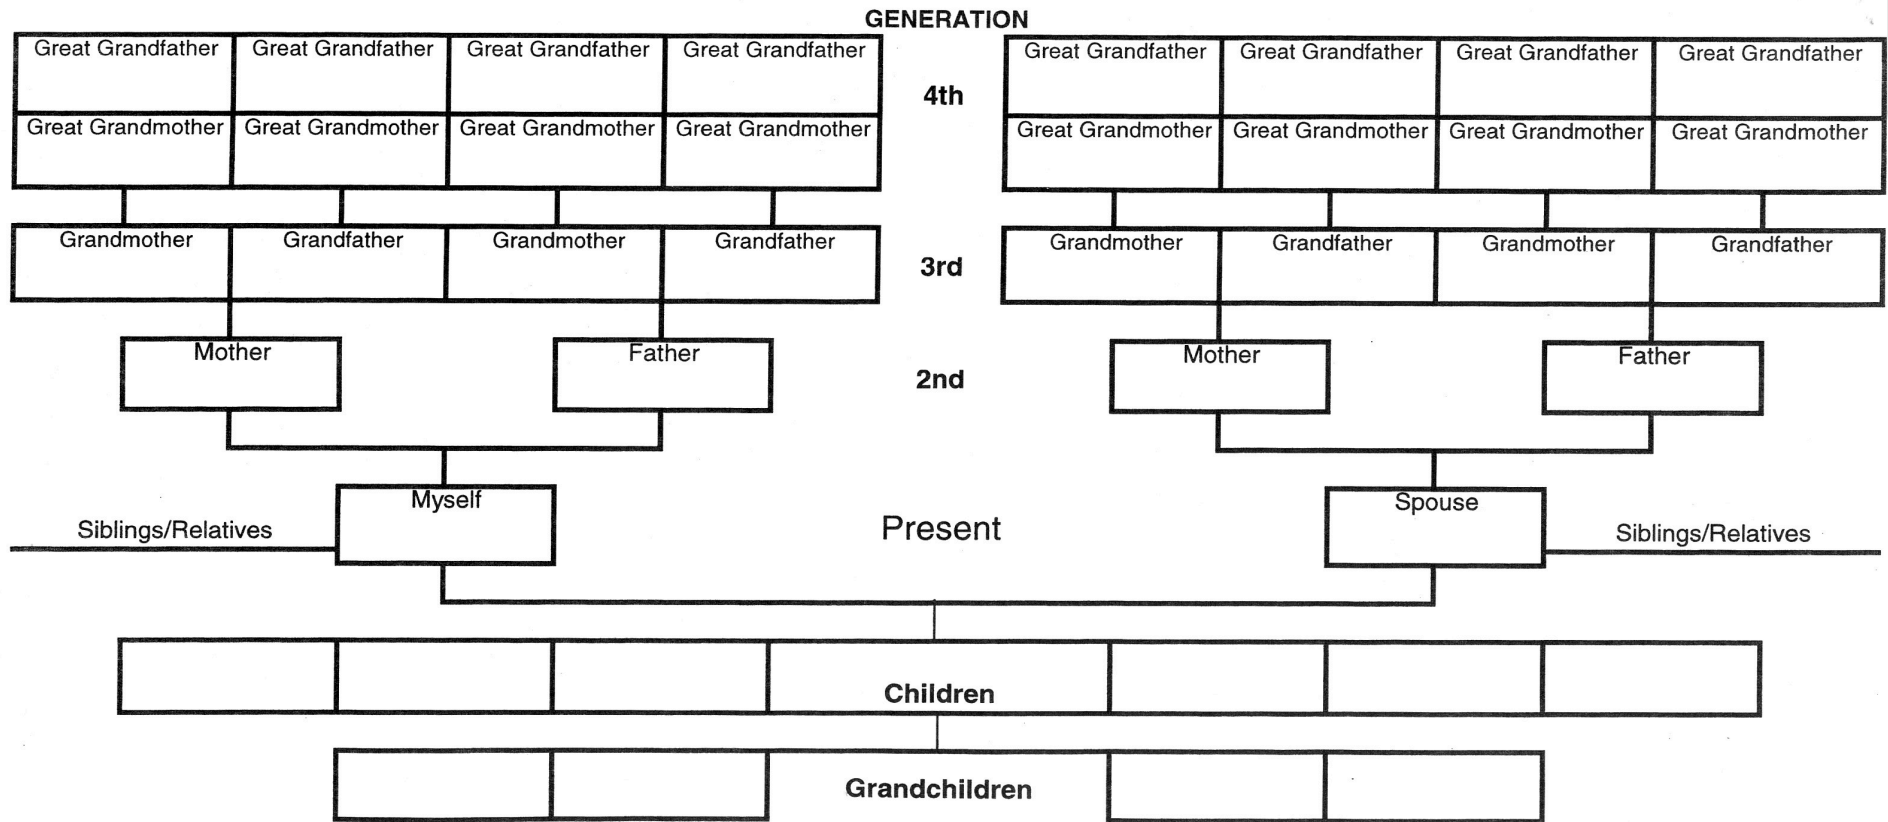 GENERATION
Great Grandfather Great Grandfather Great Grandfather Great Grandfather Great Grandfather Great Grandfather Great Grandfather Great Grandfather
4th
Great Grandmother Great Grandmother Great Grandmother Great Grandmother Great Grandmother Great Grandmother Great Grandmother Great Grandmother
Grandmother Grandfather Grandmother Grandfather Grandmother Grandfather Grandmother Grandfather
3rd
Mother Father Mother Father
2nd
Myself Spouse
Siblings/Relatives Present Siblings/Relatives
Children
Grandchildren